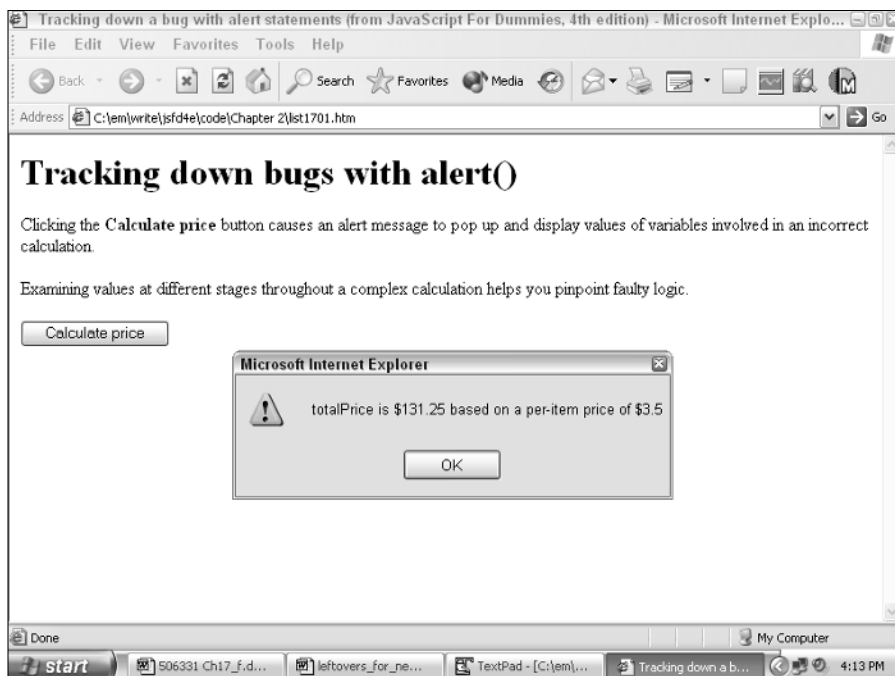 Tracking down a bug with alert statements (from JavaScript For Dummies, 4th edition) - Microsoft Internet Explo...
File Edit View Favorites Tools Help
Back Search Favorites Media
Address C:\em\write\jsfd4e\code\Chapter 2\list1701.htm Go
Tracking down bugs with alert()
Clicking the Calculate price button causes an alert message to pop up and display values of variables involved in an incorrect
calculation.
Examining values at different stages throughout a complex calculation helps you pinpoint faulty logic.
Calculate price
Microsoft Internet Explorer
totalPrice is $131.25 based on a per-item price of $3.5
OK
Done My Computer
start 506331 Ch17_f.d... leftovers_for_ne... TextPad - [C:\em\... Tracking down a b... 4:13 PM